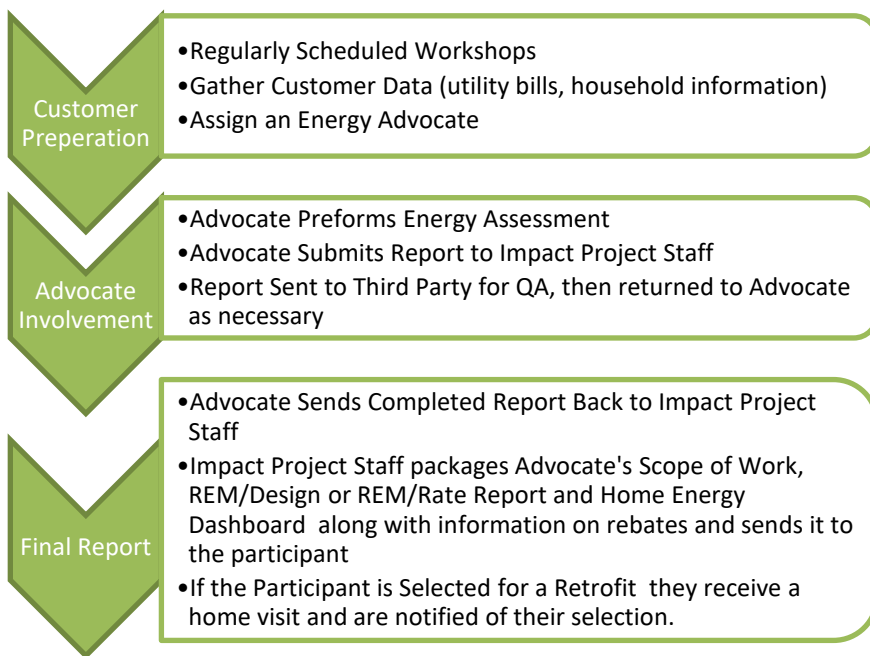 Customer
Preperation
•Regularly Scheduled Workshops
•Gather Customer Data (utility bills, household information)
•Assign an Energy Advocate
Advocate
Involvement
•Advocate Preforms Energy Assessment
•Advocate Submits Report to Impact Project Staff
•Report Sent to Third Party for QA, then returned to Advocate
as necessary
Final Report
•Advocate Sends Completed Report Back to Impact Project
Staff
•Impact Project Staff packages Advocate's Scope of Work,
REM/Design or REM/Rate Report and Home Energy
Dashboard along with information on rebates and sends it to
the participant
•If the Participant is Selected for a Retrofit they receive a
home visit and are notified of their selection.